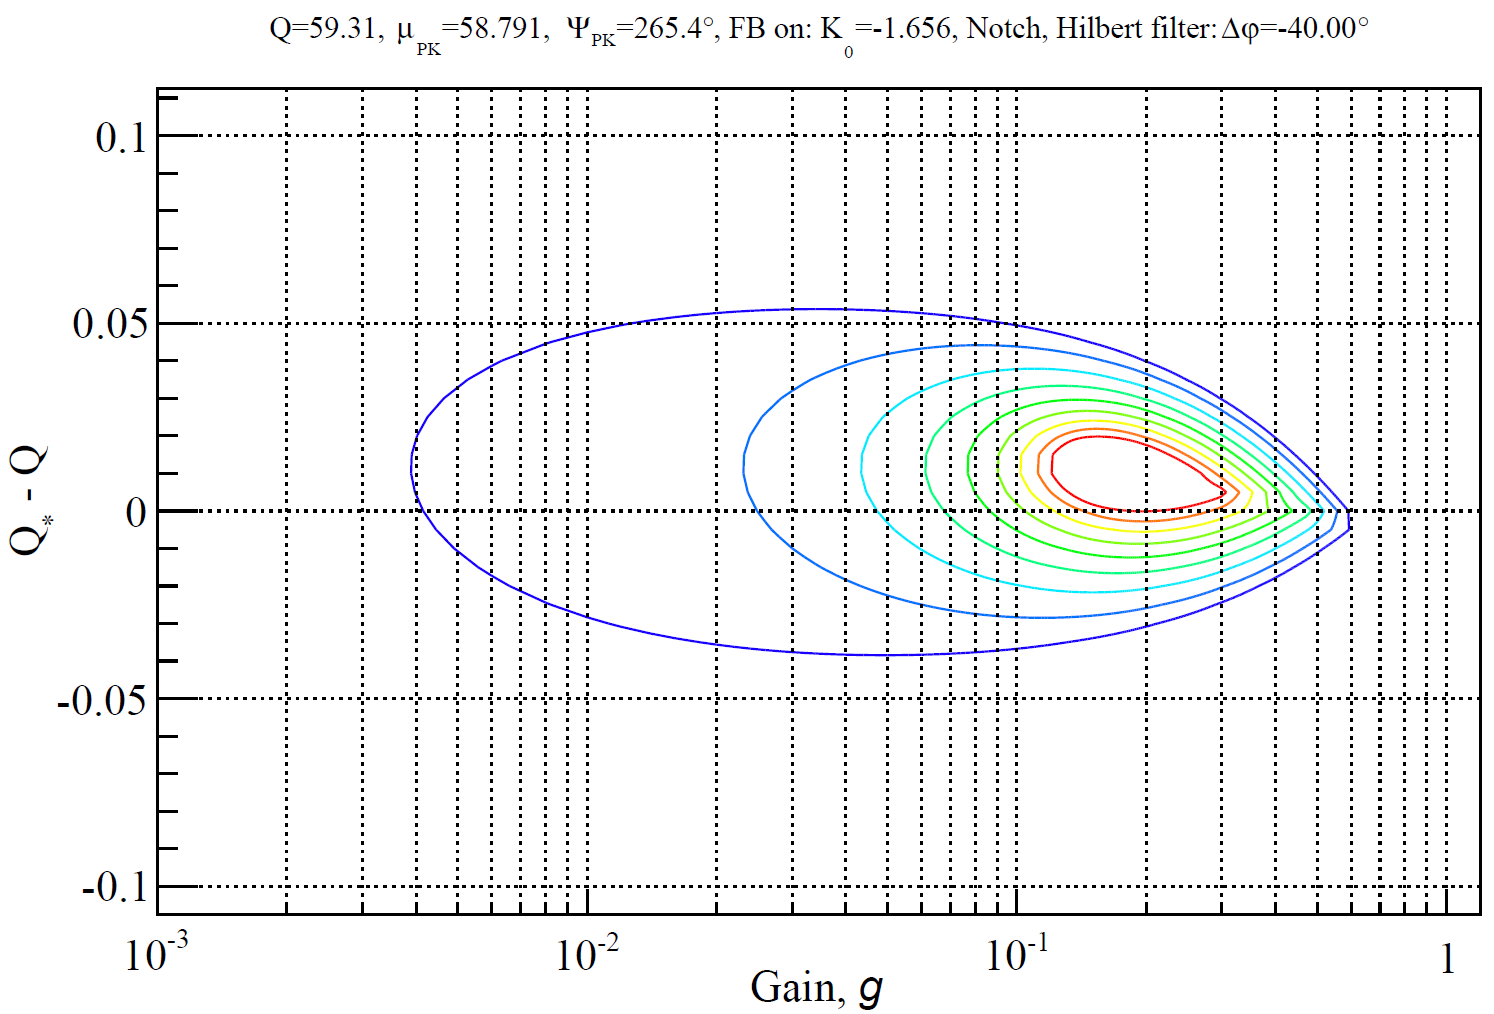 Q=59.31, μPK=58.791, ΨPK=265.4°, FB on: K0=-1.656, Notch, Hilbert filter: Δφ=-40.00°
0.1
0.05
0
-0.05
-0.1
Q* - Q
10-3 10-2 10-1 1
Gain, g